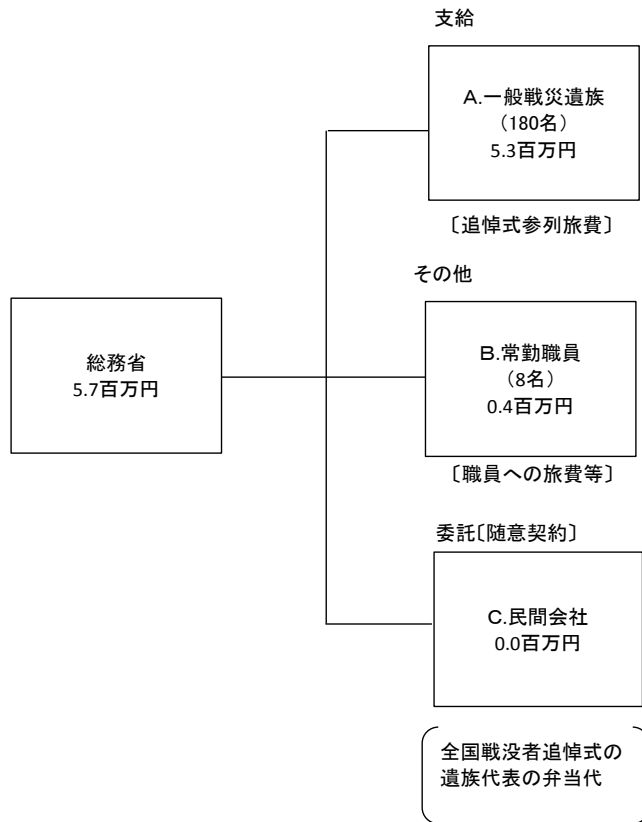 支給
A.一般戦災遺族
（180名）
5.3百万円
〔追悼式参列旅費〕
その他
総務省
5.7百万円
B.常勤職員
（8名）
0.4百万円
〔職員への旅費等〕
委託〔随意契約〕
C.民間会社
0.0百万円
全国戦没者追悼式の
遺族代表の弁当代